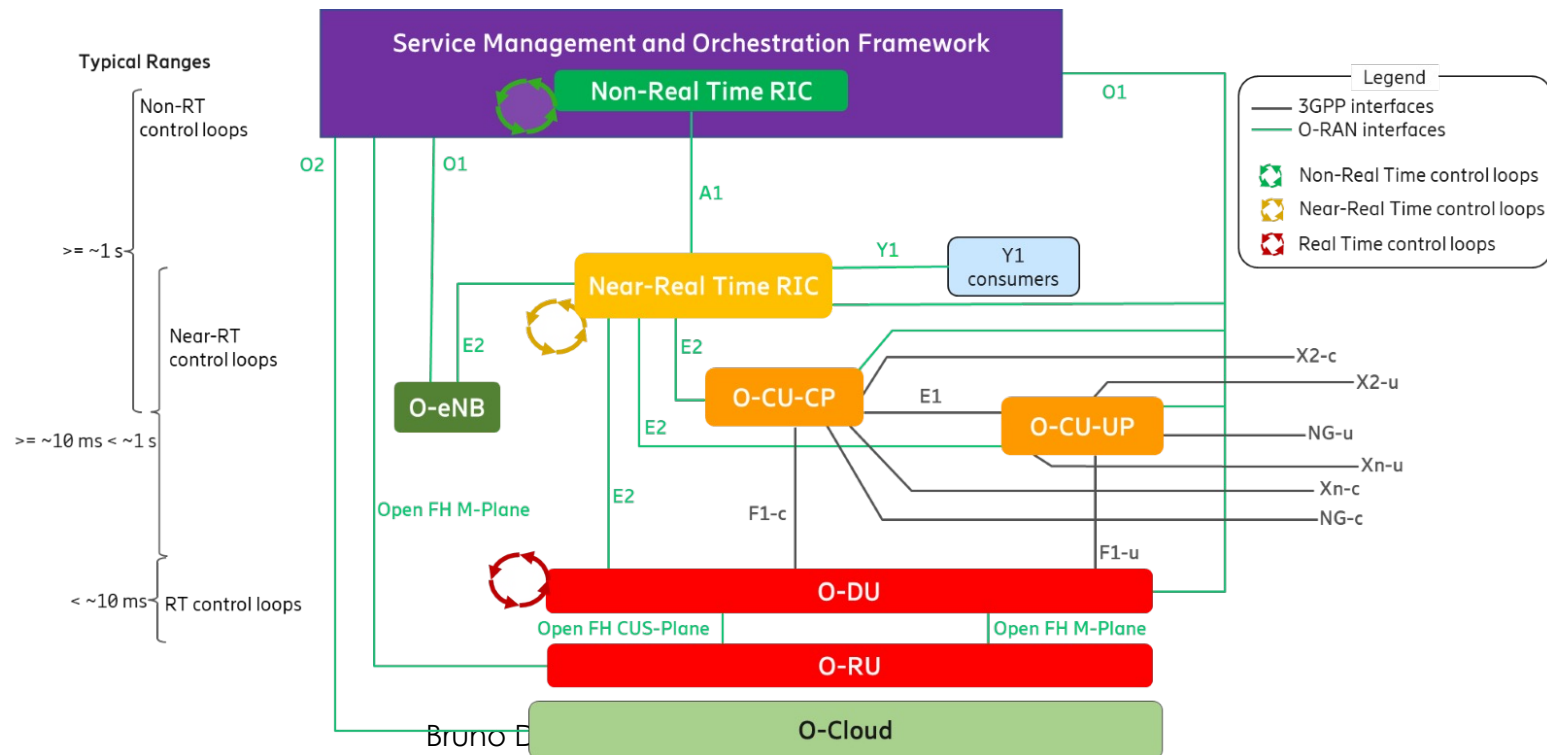 Service Management and Orchestration Framework
Typical Ranges
Non-Real Time RIC
Legend
3GPP interfaces
O-RAN interfaces
Non-Real Time control loops
Near-Real Time control loops
Real Time control loops
Non-RT
control loops
O1
O2
O1
A1
>= ~1 s
Y1
Y1
consumers
Near-Real Time RIC
Near-RT
control loops
E2
E2
X2-c
X2-u
O-eNB
O-CU-CP
E1
O-CU-UP
>= ~10 ms < ~1 s
E2
NG-u
Xn-u
Xn-c
NG-c
E2
Open FH M-Plane
F1-c
F1-u
< ~10 ms
RT control loops
O-DU
Open FH CUS-Plane
Open FH M-Plane
O-RU
O-Cloud
Bruno